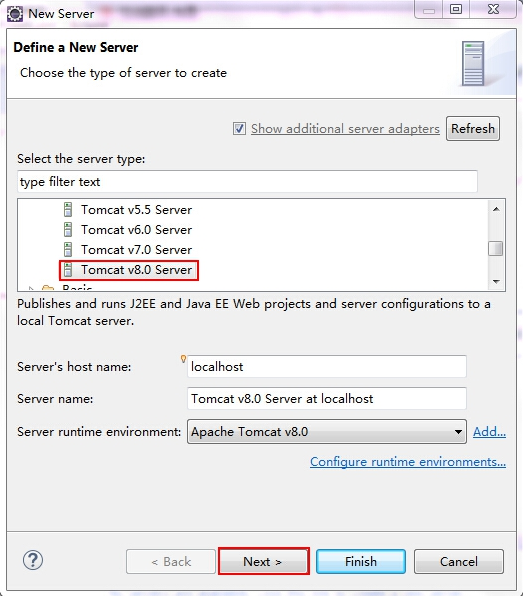 New Server
Define a New Server
Choose the type of server to create
Show additional server adapters Refresh
Select the server type:
type filter text
Tomcat v5.5 Server
Tomcat v6.0 Server
Tomcat v7.0 Server
Tomcat v8.0 Server
Basic
Publishes and runs J2EE and Java EE Web projects and server configurations to a
local Tomcat server.
Server's host name: localhost
Server name: Tomcat v8.0 Server at localhost
Server runtime environment: Apache Tomcat v8.0 Add...
Configure runtime environments...
? < Back Next > Finish Cancel